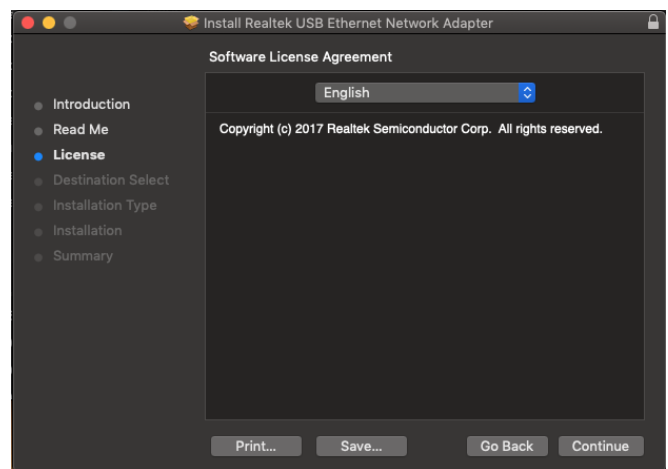 Install Realtek USB Ethernet Network Adapter
Software License Agreement
English
Introduction
Read Me
License
Destination Select
Installation Type
Installation
Summary
Copyright (c) 2017 Realtek Semiconductor Corp.  All rights reserved.
Print...
Save...
Go Back
Continue